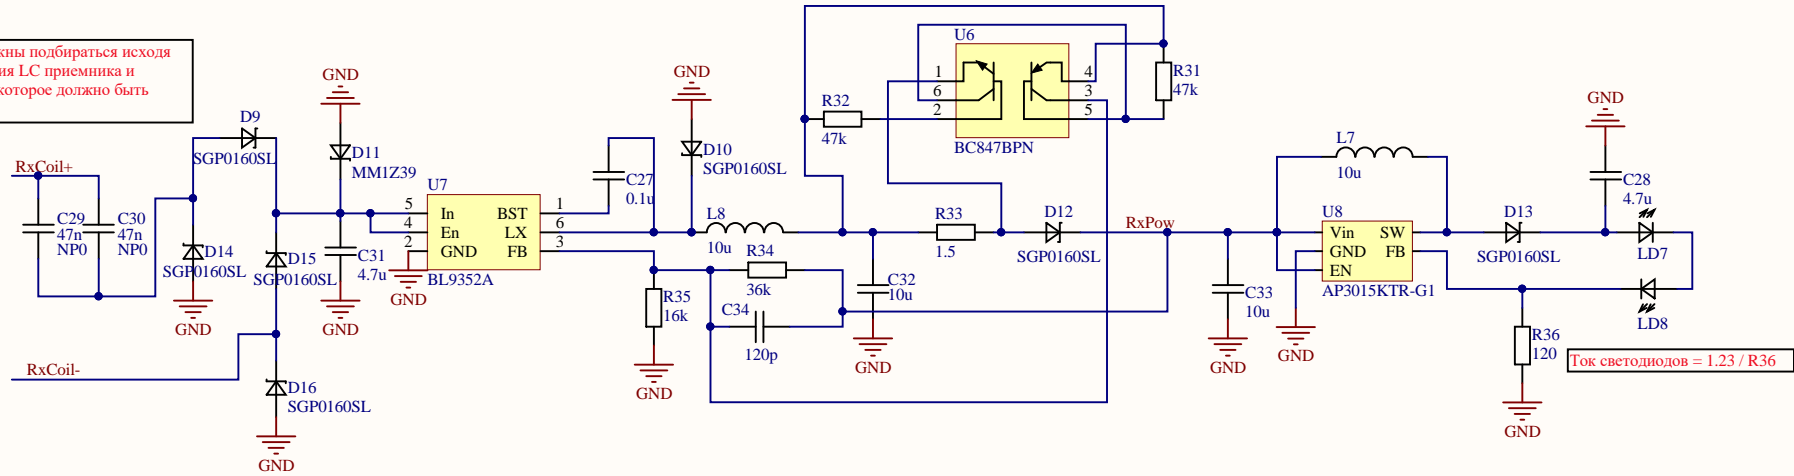 жны подбираться исходя
ия LC приемника и
которое должно быть
RxCoil+
C29
47n
NP0
C30
47n
NP0
D9
SGP0160SL
D14
SGP0160SL
GND
RxCoil-
D15
SGP0160SL
D16
SGP0160SL
GND
GND
D11
MM1Z39
C31
4.7u
GND
U7
5
4
2
In
En
GND
BST
LX
FB
1
6
3
BL9352A
GND
C27
0.1u
GND
D10
SGP0160SL
L8
10u
R34
36k
R35
16k
GND
C34
120p
C32
10u
GND
R32
47k
U6
1
6
2
4
3
5
BC847BPN
R31
47k
R33
1.5
D12
SGP0160SL
RxPow
C33
10u
GND
L7
10u
U8
Vin
GND
EN
SW
FB
AP3015KTR-G1
GND
D13
SGP0160SL
GND
C28
4.7u
LD7
LD8
R36
120
GND
Ток светодиодов = 1.23 / R36